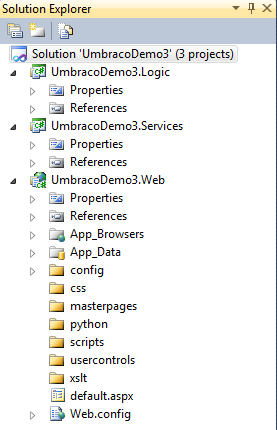 Solution Explorer
Solution 'UmbracoDemo3' (3 projects)
UmbracoDemo3.Logic
Properties
References
UmbracoDemo3.Services
Properties
References
UmbracoDemo3.Web
Properties
References
App_Browsers
App_Data
config
css
masterpages
python
scripts
usercontrols
xslt
default.aspx
Web.config